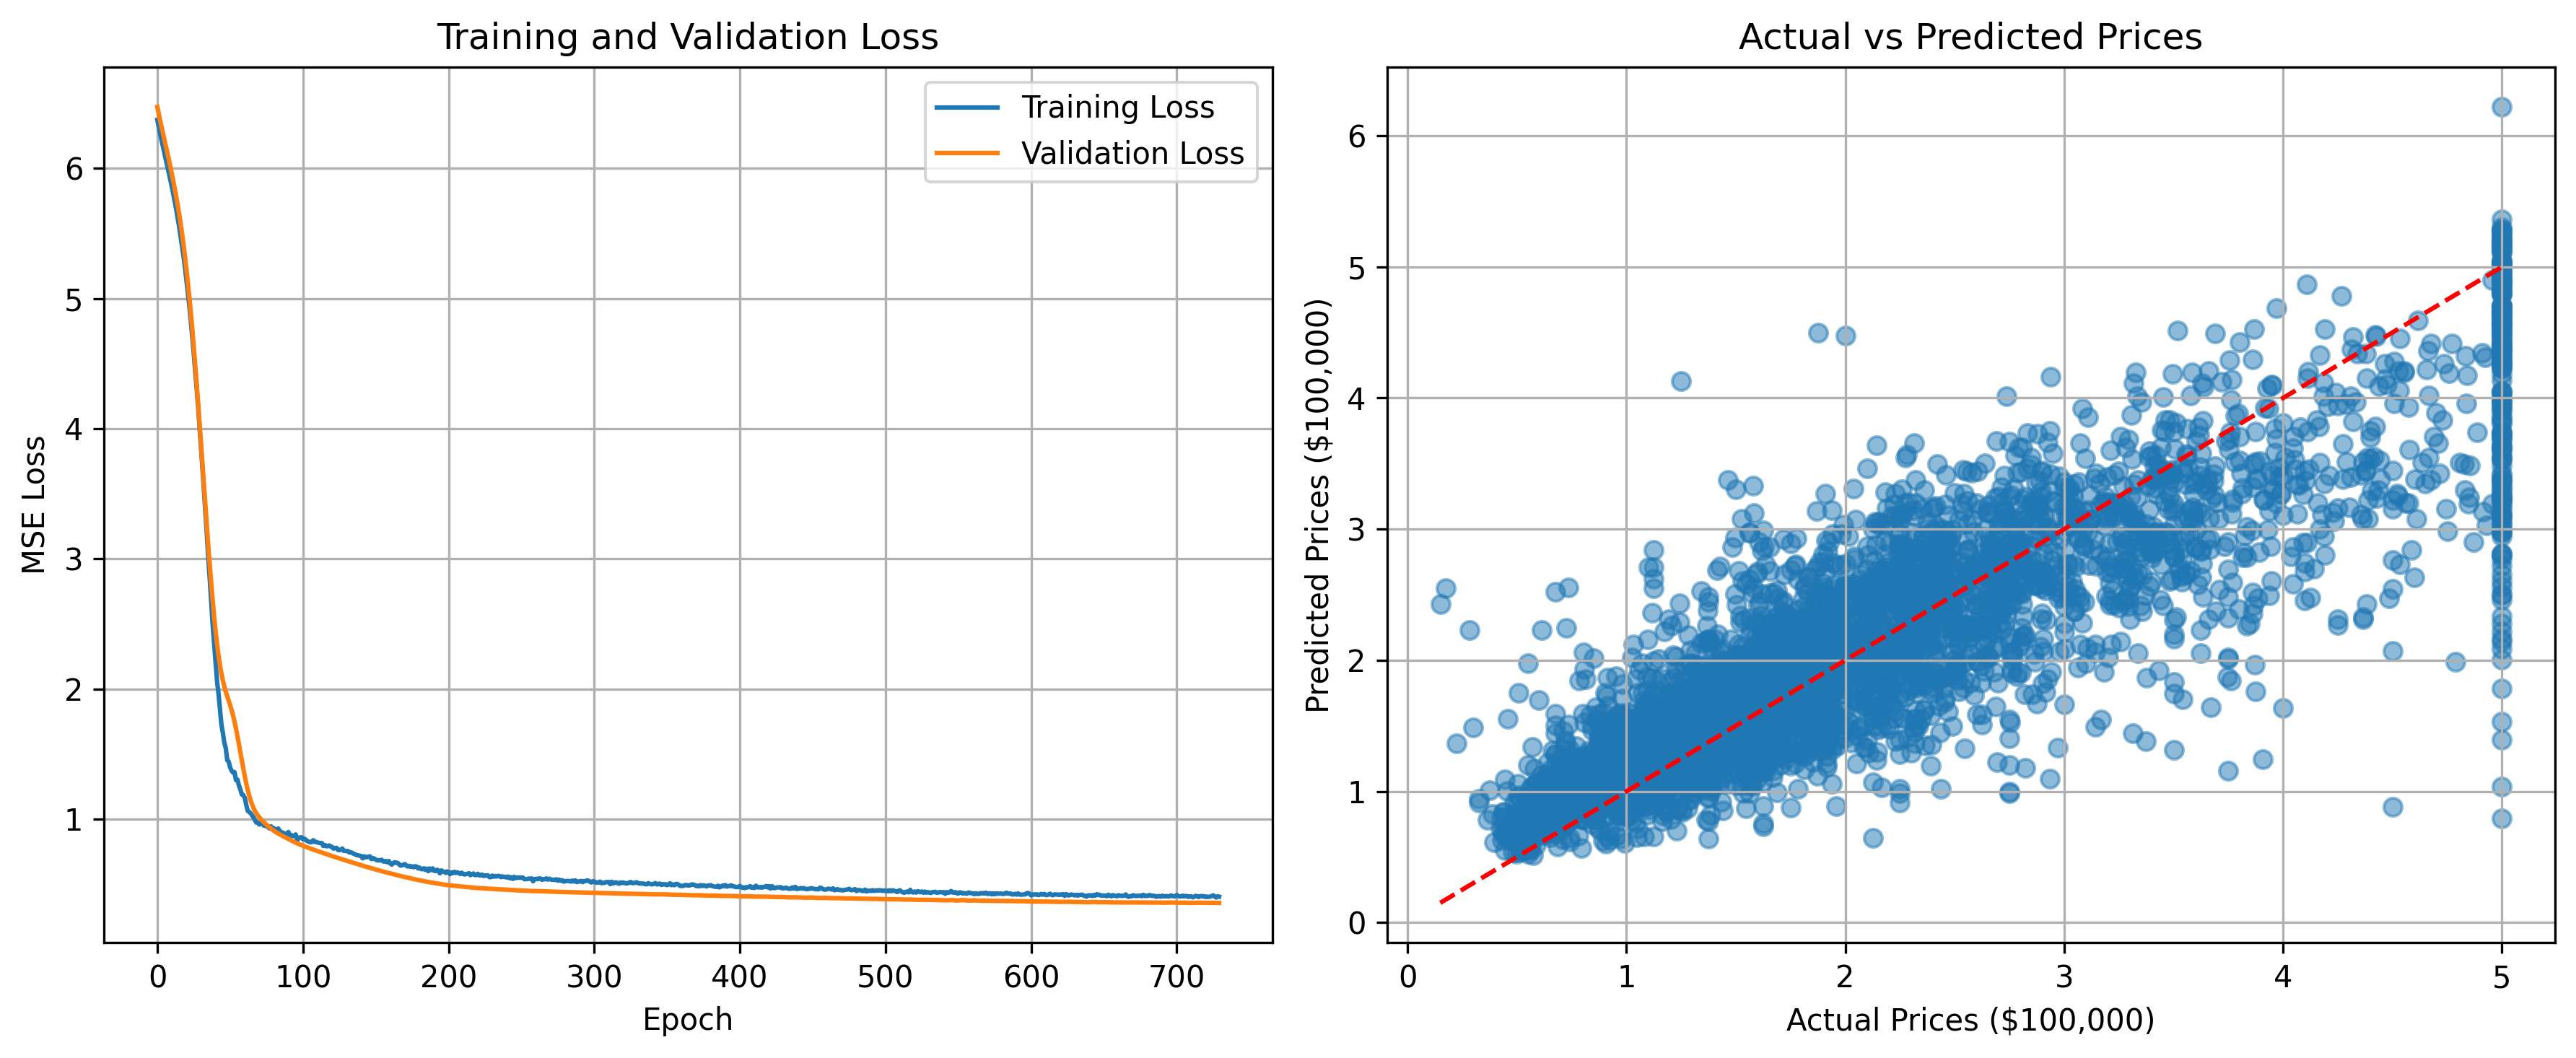 Training and Validation Loss
Training Loss
Validation Loss
6
5
4
3
2
1
MSE Loss
0 100 200 300 400 500 600 700
Epoch
Actual vs Predicted Prices
6
5
4
3
2
1
0
Predicted Prices ($100,000)
0 1 2 3 4 5
Actual Prices ($100,000)